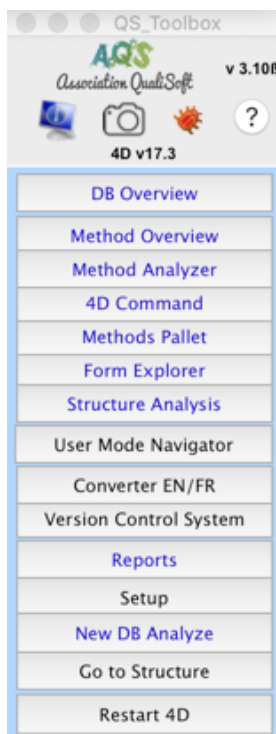 QS_Toolbox
AQS
Association QualiSoft
v 3.10ß
?
4D v17.3
DB Overview
Method Overview
Method Analyzer
4D Command
Methods Pallet
Form Explorer
Structure Analysis
User Mode Navigator
Converter EN/FR
Version Control System
Reports
Setup
New DB Analyze
Go to Structure
Restart 4D